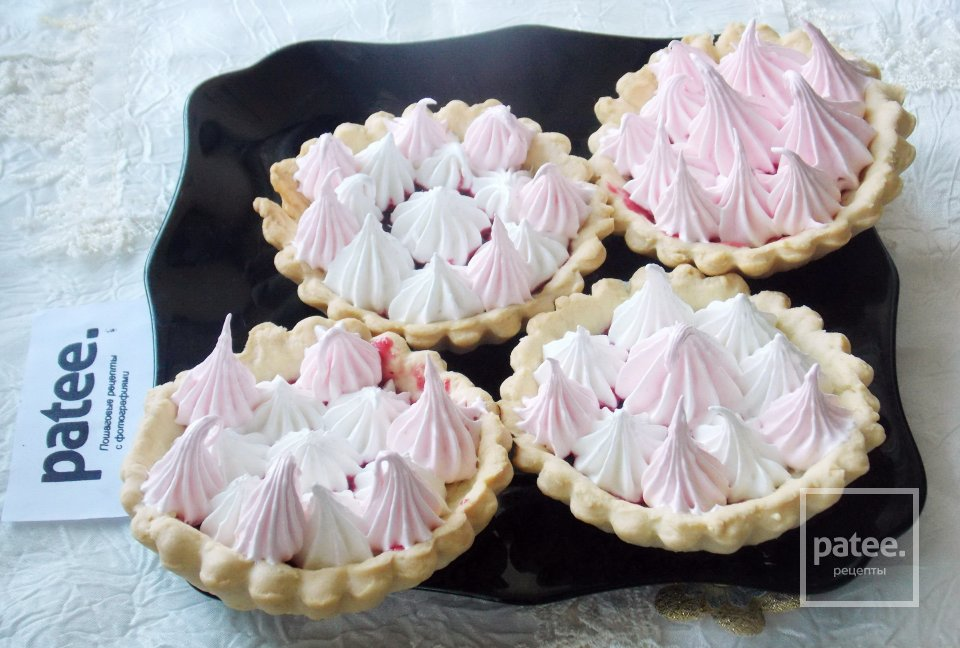 patee.
Пошаговые рецепты
с фотографиями
patee.
рецепты